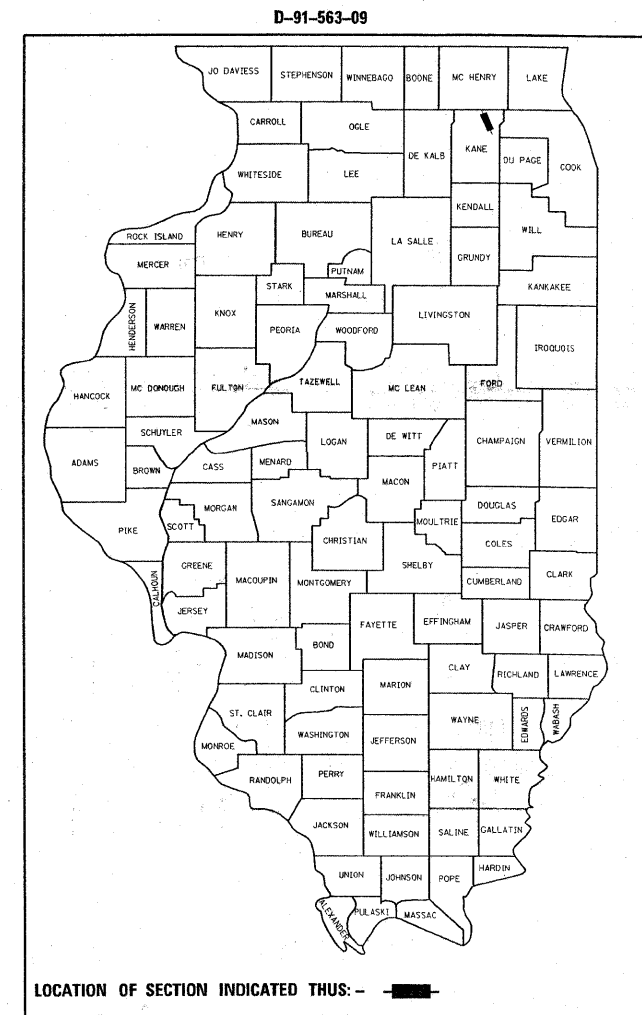 D-91-563-09
JO DAVIESS
STEPHENSON
WINNEBAGO
BOONE
MC HENRY
LAKE
CARROLL
OGLE
DE KALB
KANE
DU PAGE
COOK
WHITESIDE
LEE
KENDALL
WILL
ROCK ISLAND
HENRY
BUREAU
LA SALLE
GRUNDY
MERCER
PUTNAM
KANKAKEE
STARK
MARSHALL
HENDERSON
WARREN
KNOX
PEORIA
WOODFORD
LIVINGSTON
IROQUOIS
HANCOCK
MC DONOUGH
FULTON
TAZEWELL
MC LEAN
FORD
MASON
SCHUYLER
LOGAN
DE WITT
CHAMPAIGN
VERMILION
ADAMS
BROWN
CASS
MENARD
PIATT
MACON
MORGAN
SANGAMON
DOUGLAS
EDGAR
PIKE
SCOTT
MOULTRIE
CHRISTIAN
COLES
GREENE
MACOUPIN
MONTGOMERY
SHELBY
CUMBERLAND
CLARK
CALHOUN
JERSEY
FAYETTE
EFFINGHAM
JASPER
CRAWFORD
MADISON
BOND
CLAY
RICHLAND
LAWRENCE
CLINTON
MARION
ST. CLAIR
WAYNE
EDWARDS
WABASH
WASHINGTON
JEFFERSON
MONROE
RANDOLPH
PERRY
HAMILTON
WHITE
FRANKLIN
JACKSON
WILLIAMSON
SALINE
GALLATIN
UNION
JOHNSON
POPE
HARDIN
ALEXANDER
PULASKI
MASSAC
LOCATION OF SECTION INDICATED THUS: -